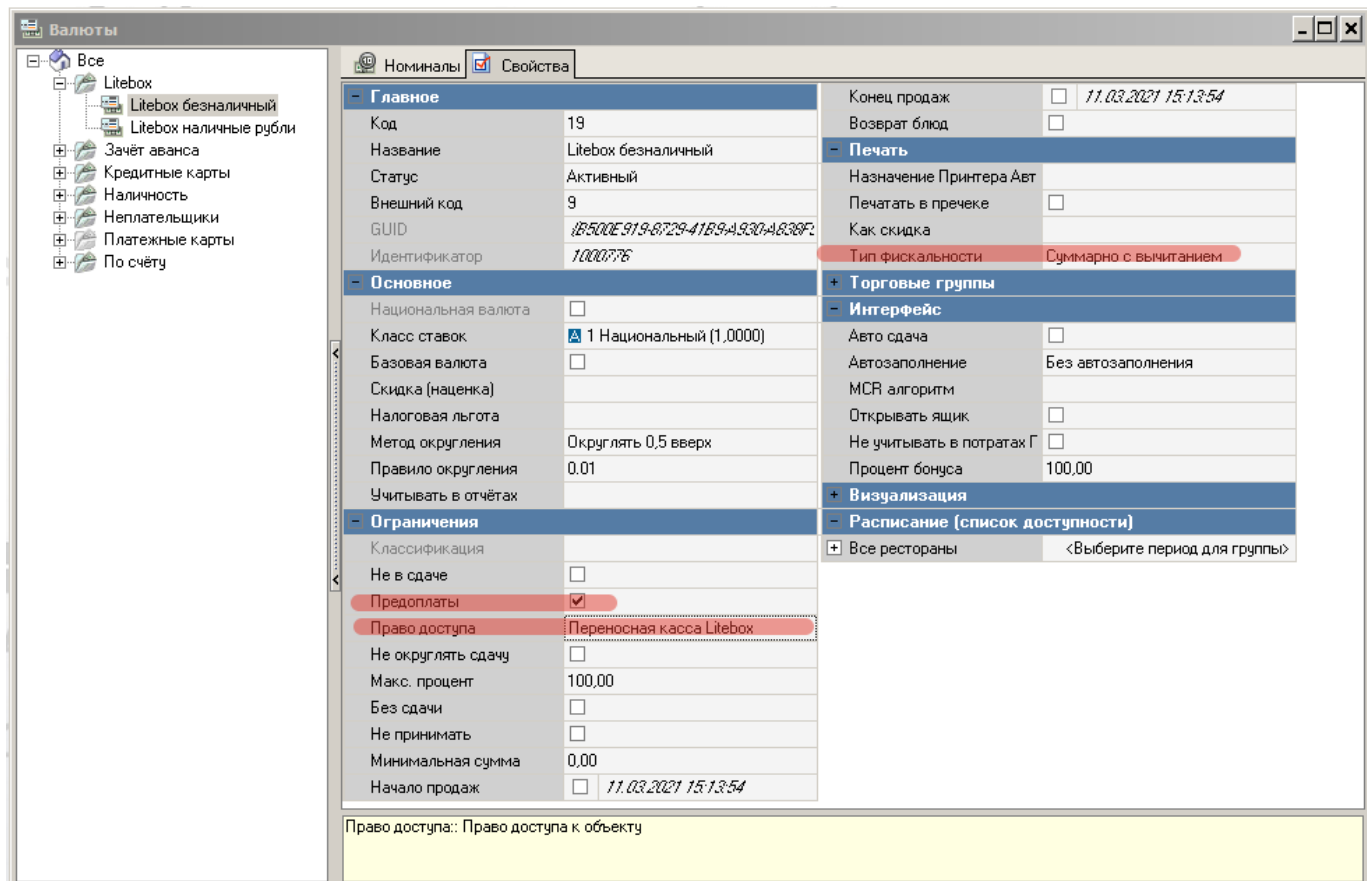 Валюты
Все
Litebox
Litebox безналичный
Litebox наличные рубли
Зачёт аванса
Кредитные карты
Наличность
Неплательщики
Платежные карты
По счёту
Номиналы Свойства
Главное
Код 19
Название Litebox безналичный
Статус Активный
Внешний код 9
GUID
Идентификатор 1000776
Основное
Национальная валюта
Класс ставок A 1 Национальный (1,0000)
Базовая валюта
Скидка (наценка)
Налоговая льгота
Метод округления Округлять 0,5 вверх
Правило округления 0.01
Учитывать в отчётах
Ограничения
Классификация
Не в сдаче
Предоплаты
Право доступа Переносная касса Litebox
Не округлять сдачу
Макс. процент 100,00
Без сдачи
Не принимать
Минимальная сумма 0,00
Начало продаж 11.03.2021 15:13:54
Конец продаж 11.03.2021 15:13:54
Возврат блюд
Печать
Назначение Принтера Авт
Печатать в пречеке
Как скидка
Тип фискальности Суммарно с вычитанием
Торговые группы
Интерфейс
Авто сдача
Автозаполнение Без автозаполнения
MCR алгоритм
Открывать ящик
Не учитывать в потратах Г
Процент бонуса 100,00
Визуализация
Расписание (список доступности)
Все рестораны <Выберите период для группы>
Право доступа:: Право доступа к объекту